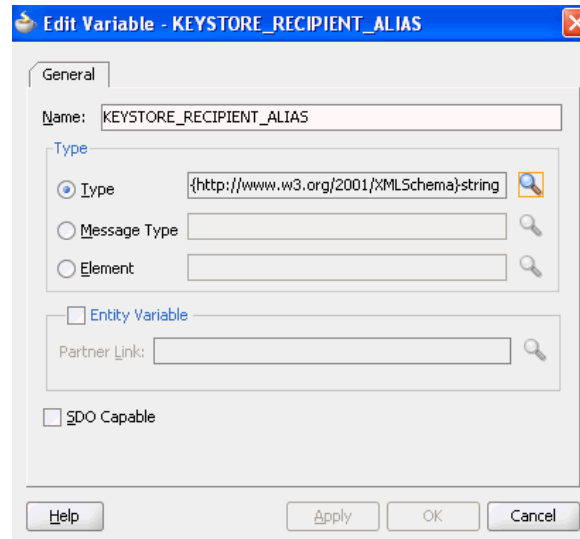 Edit Variable - KEYSTORE_RECIPIENT_ALIAS
General
Name: KEYSTORE_RECIPIENT_ALIAS
Type
Type {http://www.w3.org/2001/XMLSchema}string
Message Type
Element
Entity Variable
Partner Link:
SDO Capable
Help Apply OK Cancel